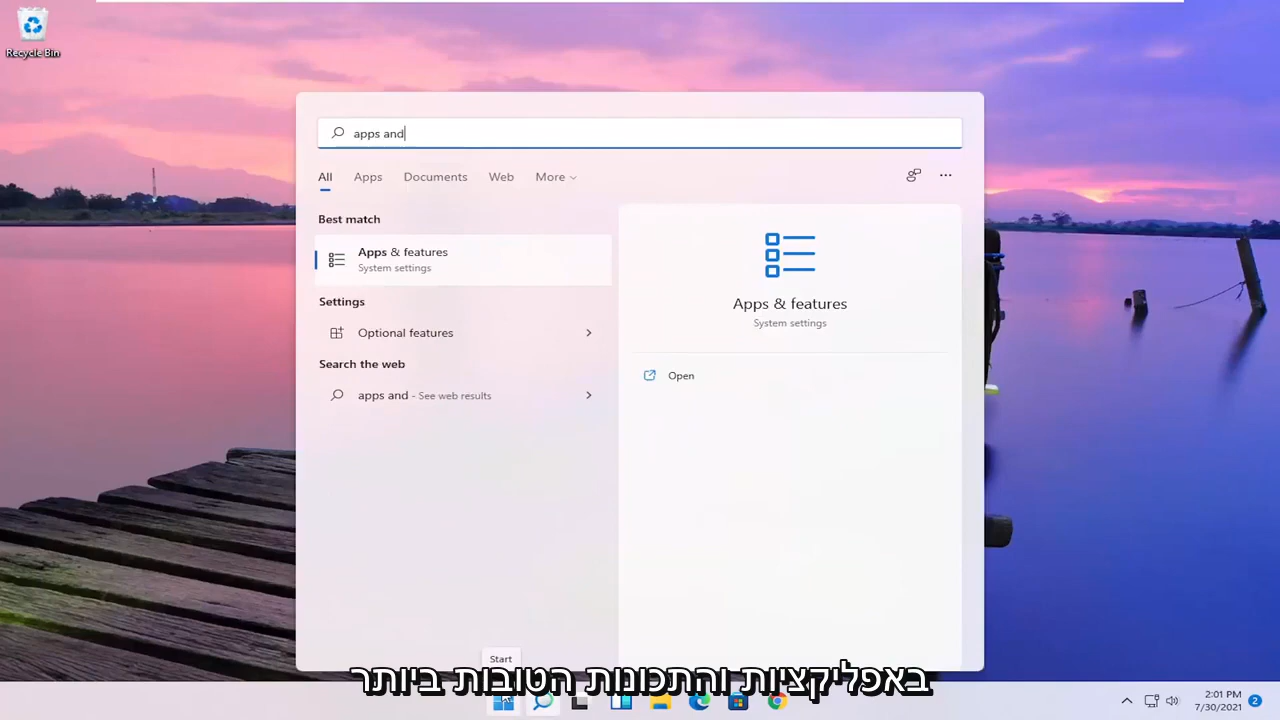 Recycle Bin
apps and
All Apps Documents Web More
Best match
Apps & features
System settings
Settings
Optional features
Search the web
apps and - See web results
Apps & features
System settings
Open
Start
באפליקציות והתכונות הטובות ביותר
2:01 PM
7/30/2021
2